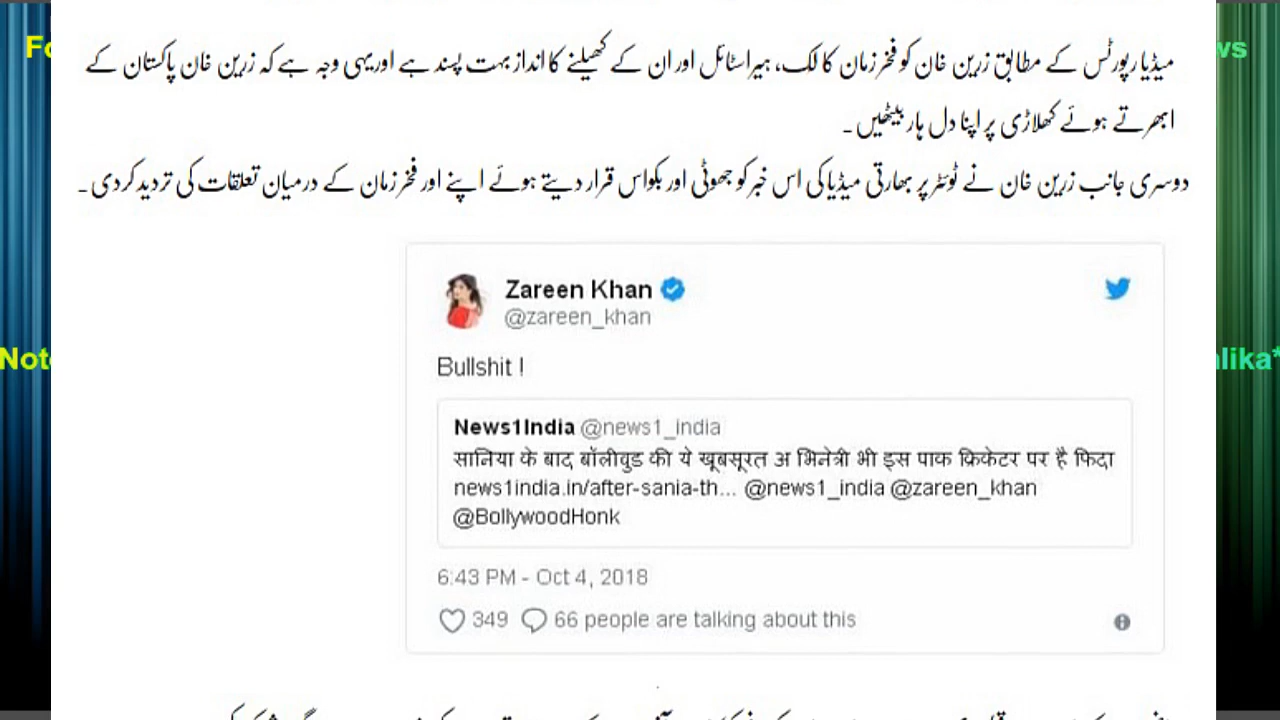 Fo
ws
میڈیا رپورٹس کے مطابق زرین خان کو فخر زمان کا لک، ہیر اسٹائل اور ان کے کھیلنے کا انداز بہت پسند ہے اور یہی وجہ ہے کہ زرین خان پاکستان کے
ابھرتے ہوئے کھلاڑی پر اپنا دل ہار بیٹھیں۔
دوسری جانب زرین خان نے ٹوئٹر پر بھارتی میڈیا کی اس خبر کو جھوٹی اور بکواس قرار دیتے ہوئے اپنے اور فخر زمان کے درمیان تعلقات کی تردید کردی۔
Zareen Khan
@zareen_khan
Bullshit !
Not
lika*
News1India @news1_india
सानिया के बाद बॉलीवुड की ये खूबसूरत अ भिनेत्री भी इस पाक क्रिकेटर पर है फिदा
news1india.in/after-sania-th... @news1_india @zareen_khan
@BollywoodHonk
6:43 PM - Oct 4, 2018
349 66 people are talking about this